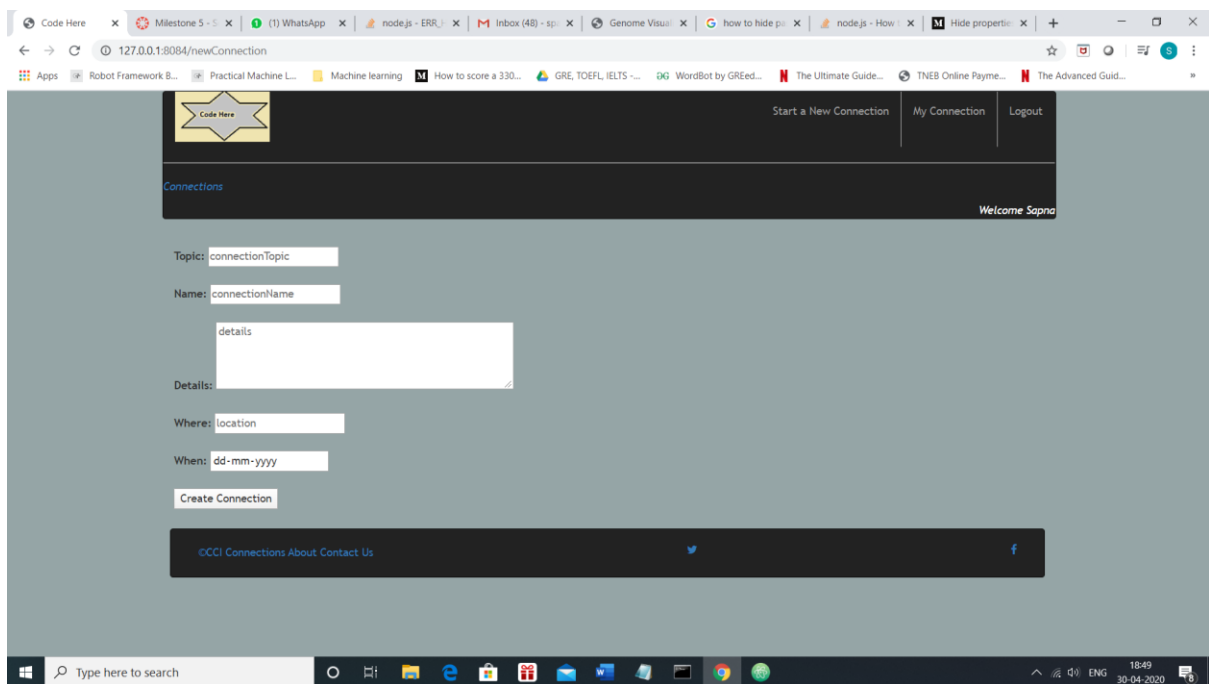 Code Here
Milestone 5 - S
(1) WhatsApp
node.js - ERR_H
Inbox (48) - sp
Genome Visual
how to hide pa
node.js - How t
Hide properties
127.0.0.1:8084/newConnection
S
Apps
Robot Framework B...
Practical Machine L...
Machine learning
How to score a 330...
GRE, TOEFL, IELTS -...
WordBot by GREed...
The Ultimate Guide...
TNEB Online Payme...
The Advanced Guid...
»
Code Here
Start a New Connection
My Connection
Logout
Connections
Welcome Sapna
Topic: connectionTopic
Name: connectionName
details
Details:
Where: location
When: dd-mm-yyyy
Create Connection
©CCI Connections About Contact Us
Type here to search
ENG
18:49
30-04-2020